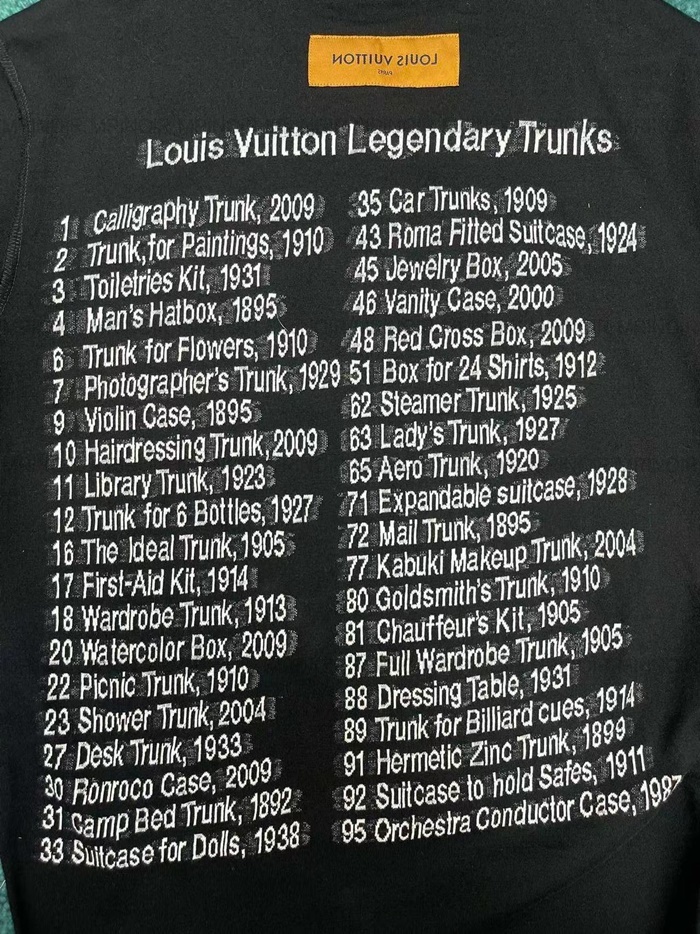 LOUIS VUITTON
PARIS
Louis Vuitton Legendary Trunks
1 Calligraphy Trunk, 2009
2 Trunk, for Paintings, 1910
3 Toiletries Kit, 1931
4 Man's Hatbox, 1895
6 Trunk for Flowers, 1910
7 Photographer's Trunk, 1929
9 Violin Case, 1895
10 Hairdressing Trunk, 2009
11 Library Trunk, 1923
12 Trunk for 6 Bottles, 1927
16 The Ideal Trunk, 1905
17 First-Aid Kit, 1914
18 Wardrobe Trunk, 1913
20 Watercolor Box, 2009
22 Picnic Trunk, 1910
23 Shower Trunk, 2004
27 Desk Trunk, 1933
30 Ronroco Case, 2009
31 Camp Bed Trunk, 1892
33 Suitcase for Dolls, 1938
35 Car Trunks, 1909
43 Roma Fitted Suitcase, 1924
45 Jewelry Box, 2005
46 Vanity Case, 2000
48 Red Cross Box, 2009
51 Box for 24 Shirts, 1912
62 Steamer Trunk, 1925
63 Lady's Trunk, 1927
65 Aero Trunk, 1920
71 Expandable suitcase, 1928
72 Mail Trunk, 1895
77 Kabuki Makeup Trunk, 2004
80 Goldsmith's Trunk, 1910
81 Chauffeur's Kit, 1905
87 Full Wardrobe Trunk, 1905
88 Dressing Table, 1931
89 Trunk for Billiard cues, 1914
91 Hermetic Zinc Trunk, 1899
92 Suitcase to hold Safes, 1911
95 Orchestra Conductor Case, 1987